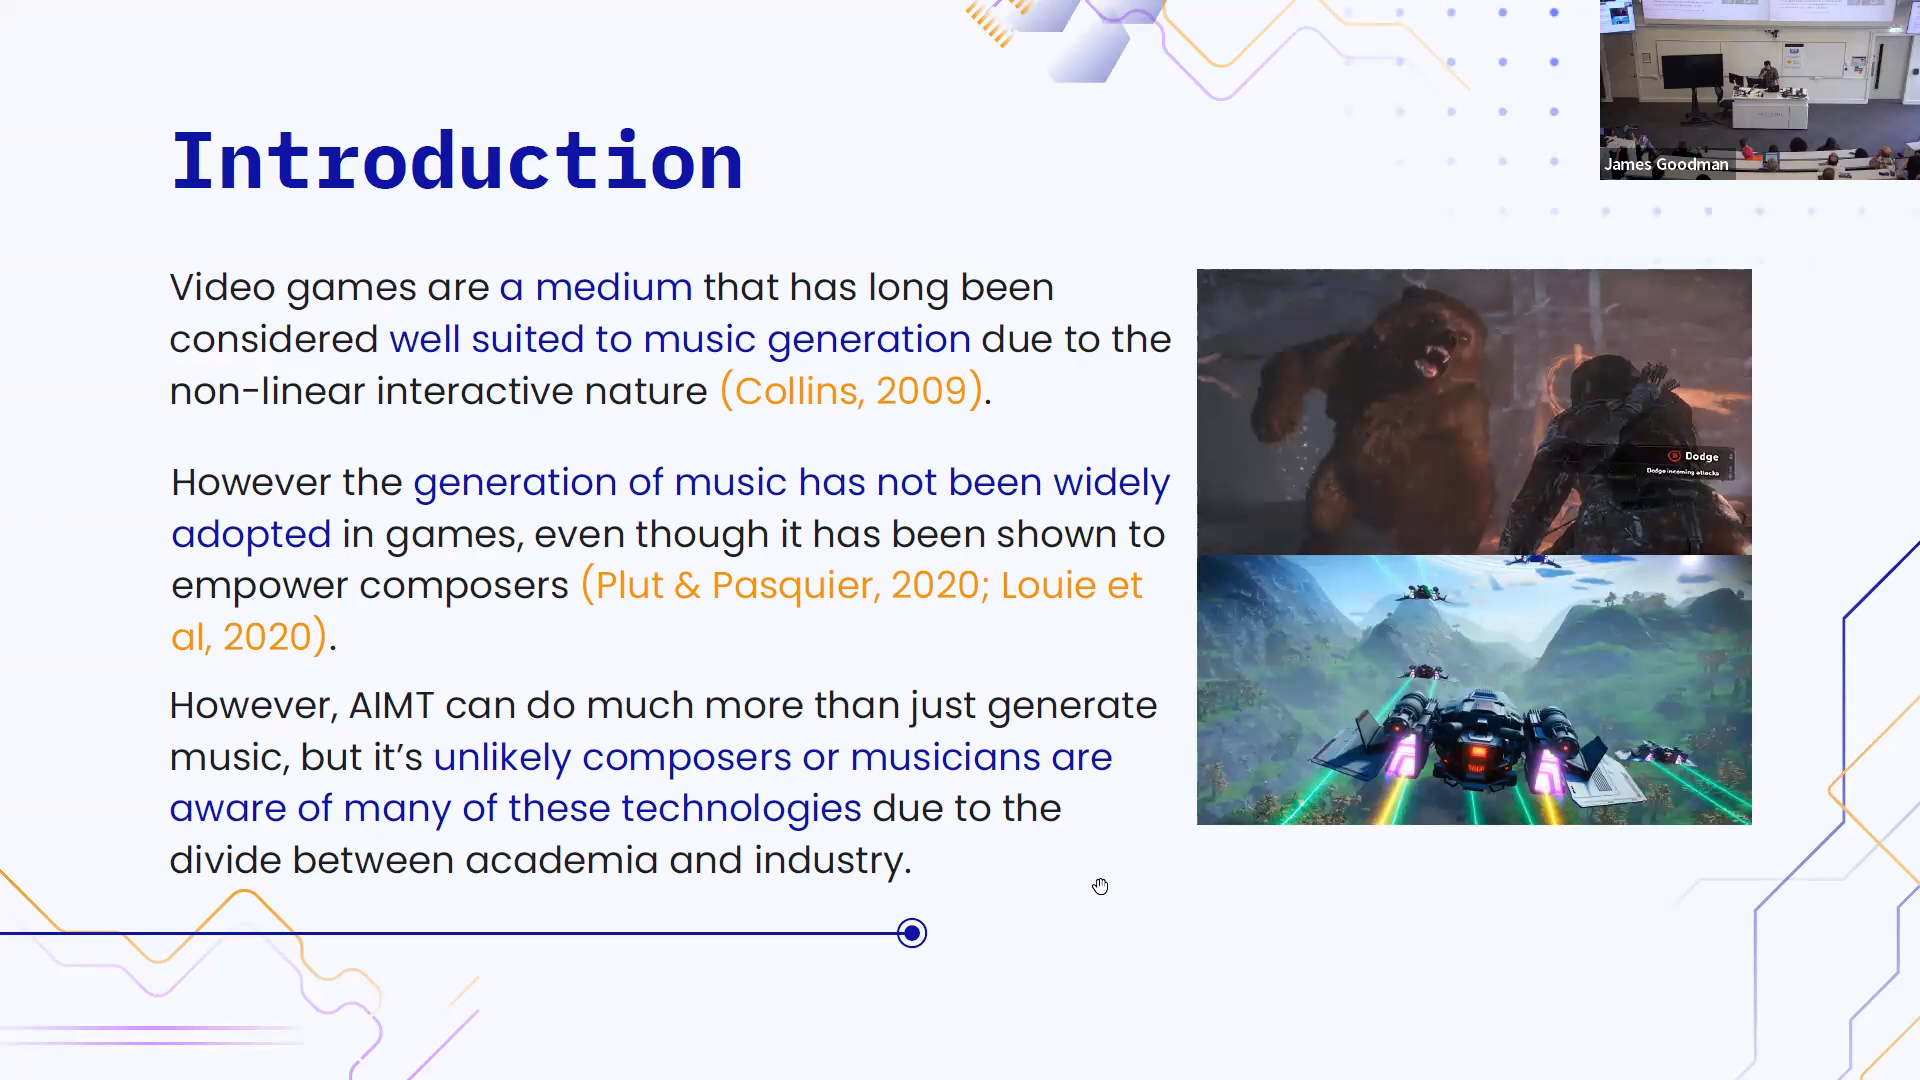 James Goodman
Introduction
Video games are a medium that has long been
considered well suited to music generation due to the
non-linear interactive nature (Collins, 2009).
However the generation of music has not been widely
adopted in games, even though it has been shown to
empower composers (Plut & Pasquier, 2020; Louie et
al, 2020).
However, AIMT can do much more than just generate
music, but it’s unlikely composers or musicians are
aware of many of these technologies due to the
divide between academia and industry.
Dodge
Dodge incoming attacks